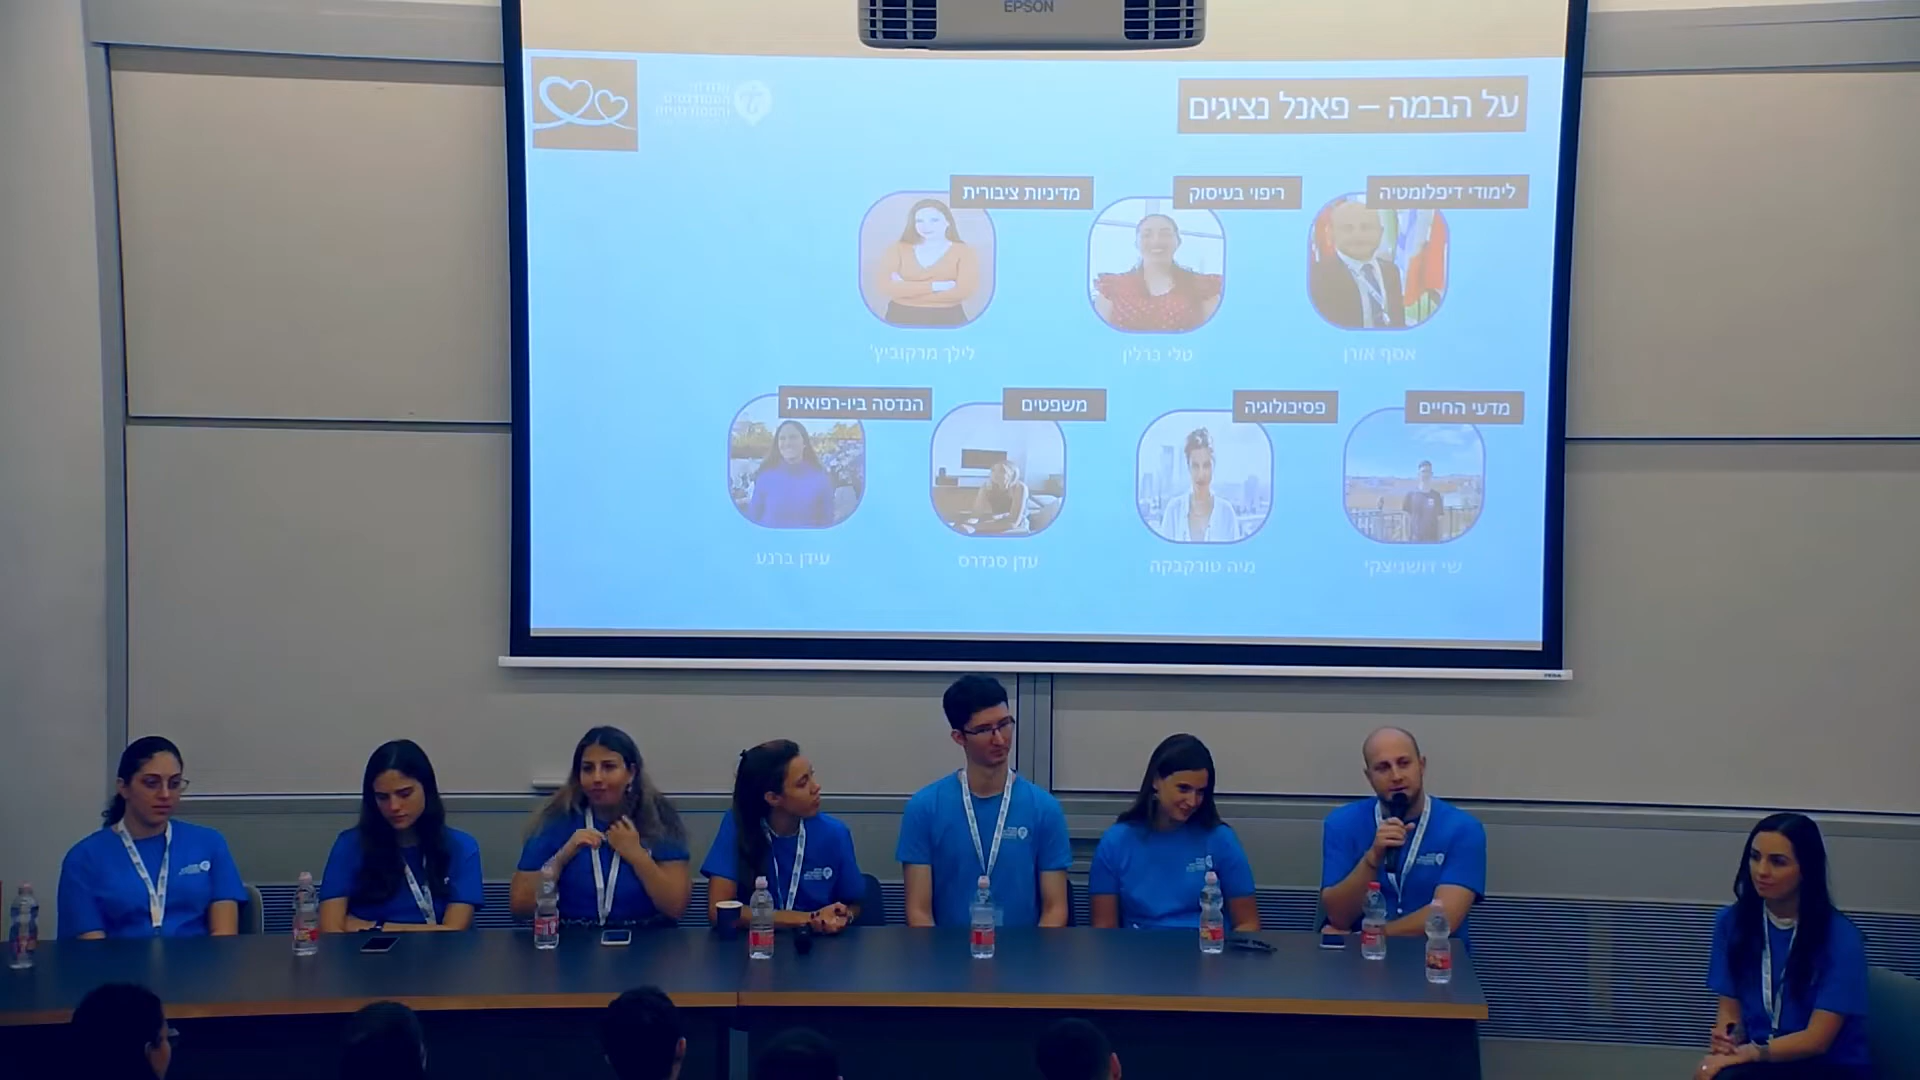 EPSON
על הבמה – פאנל נציגים
לימודי דיפלומטיה
ריפוי בעיסוק
מדיניות ציבורית
אסף אורן
טלי ברלין
לילך מרקוביץ'
מדעי החיים
פסיכולוגיה
משפטים
הנדסה ביו-רפואית
שי דושניצקי
מיה טורקבקה
עדן סנדרס
עידן ברנע